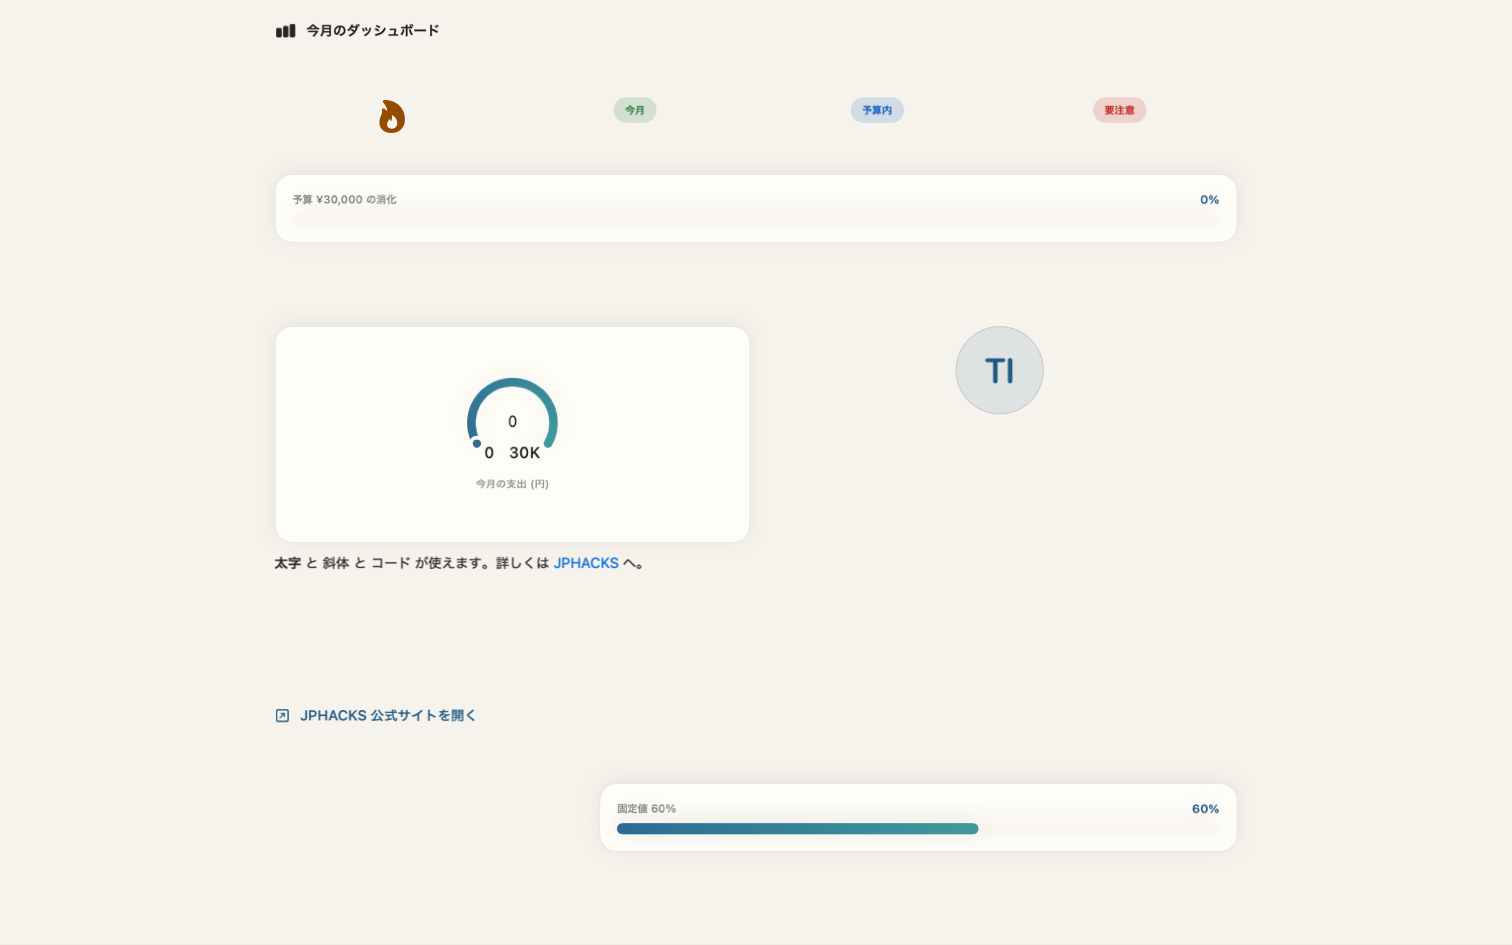 今月のダッシュボード
今月
予算内
要注意
予算 ¥30,000 の消化
0%
0
0 30K
今月の支出 (円)
TI
太字 と 斜体 と コード が使えます。詳しくは JPHACKS へ。
JPHACKS 公式サイトを開く
固定値 60%
60%